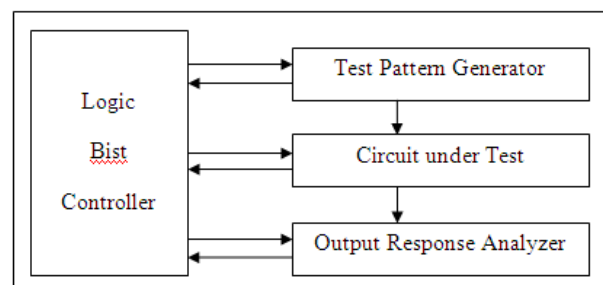 Logic
Bist
Controller
Test Pattern Generator
Circuit under Test
Output Response Analyzer